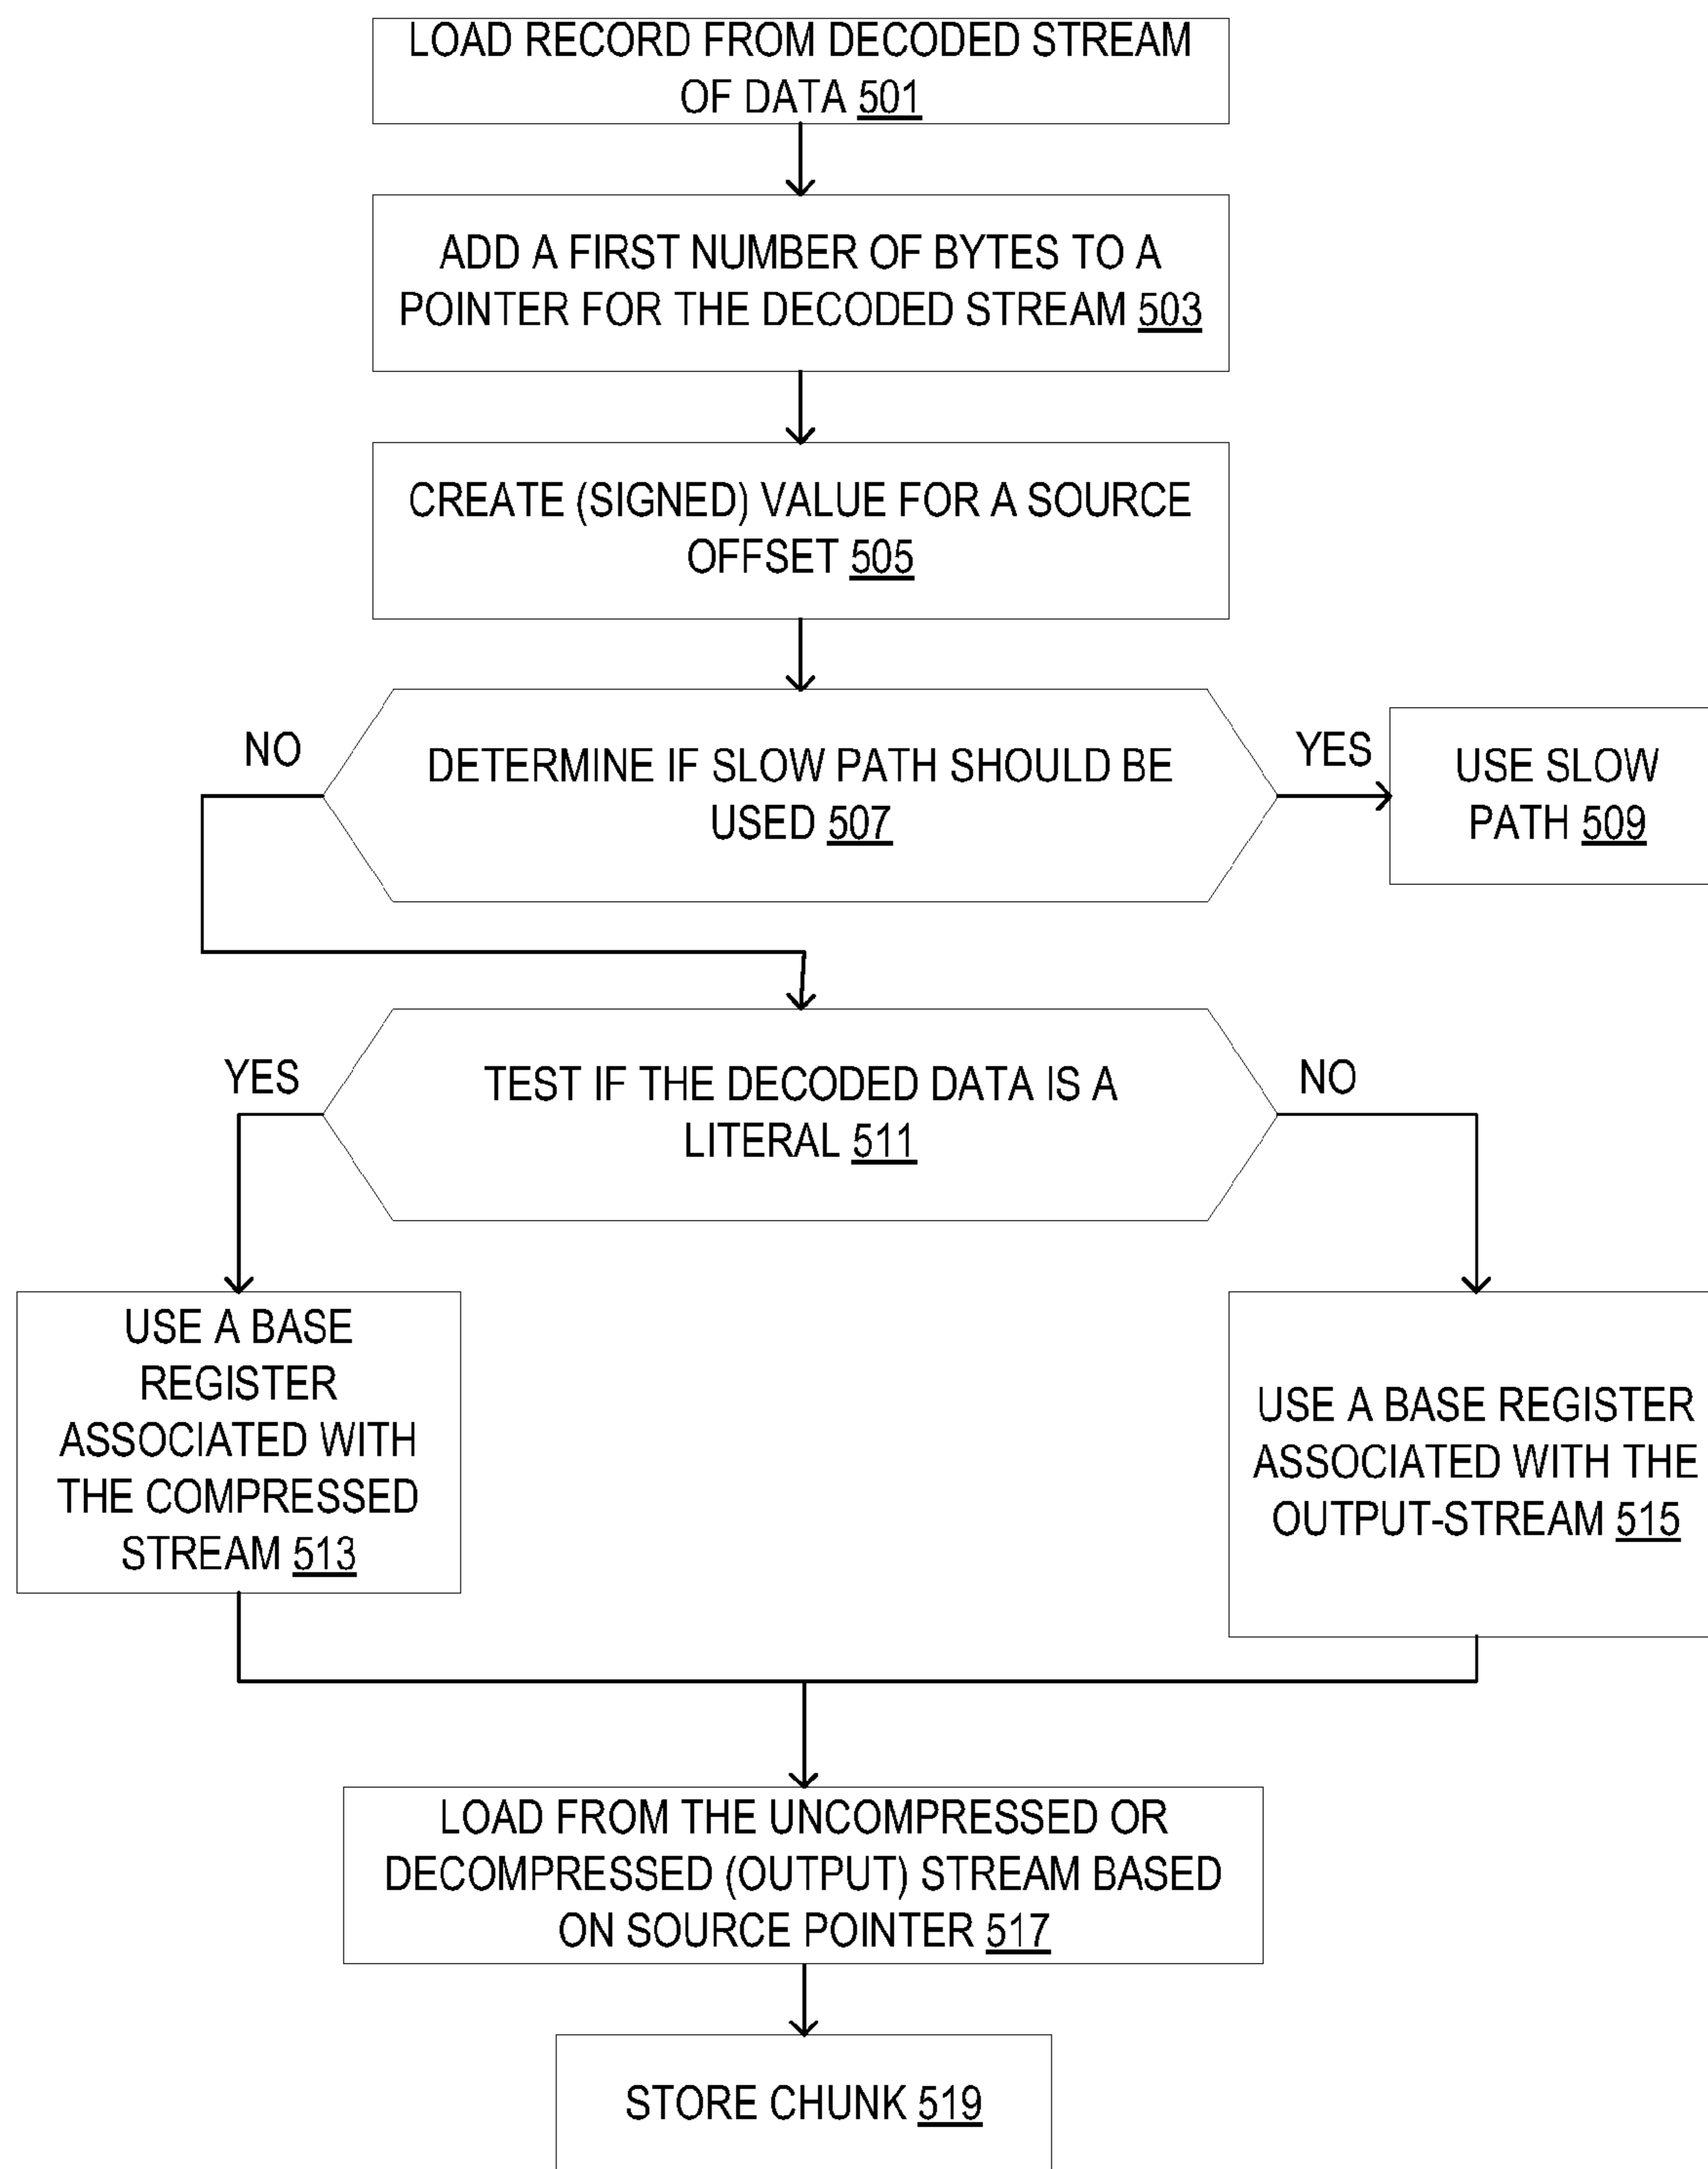 LOAD RECORD FROM DECODED STREAM
OF DATA 501
ADD A FIRST NUMBER OF BYTES TO A
POINTER FOR THE DECODED STREAM 503
CREATE (SIGNED) VALUE FOR A SOURCE
OFFSET 505
NO
DETERMINE IF SLOW PATH SHOULD BE
USED 507
YES
USE SLOW
PATH 509
YES
TEST IF THE DECODED DATA IS A
LITERAL 511
NO
USE A BASE
REGISTER
ASSOCIATED WITH
THE COMPRESSED
STREAM 513
USE A BASE REGISTER
ASSOCIATED WITH THE
OUTPUT-STREAM 515
LOAD FROM THE UNCOMPRESSED OR
DECOMPRESSED (OUTPUT) STREAM BASED
ON SOURCE POINTER 517
STORE CHUNK 519